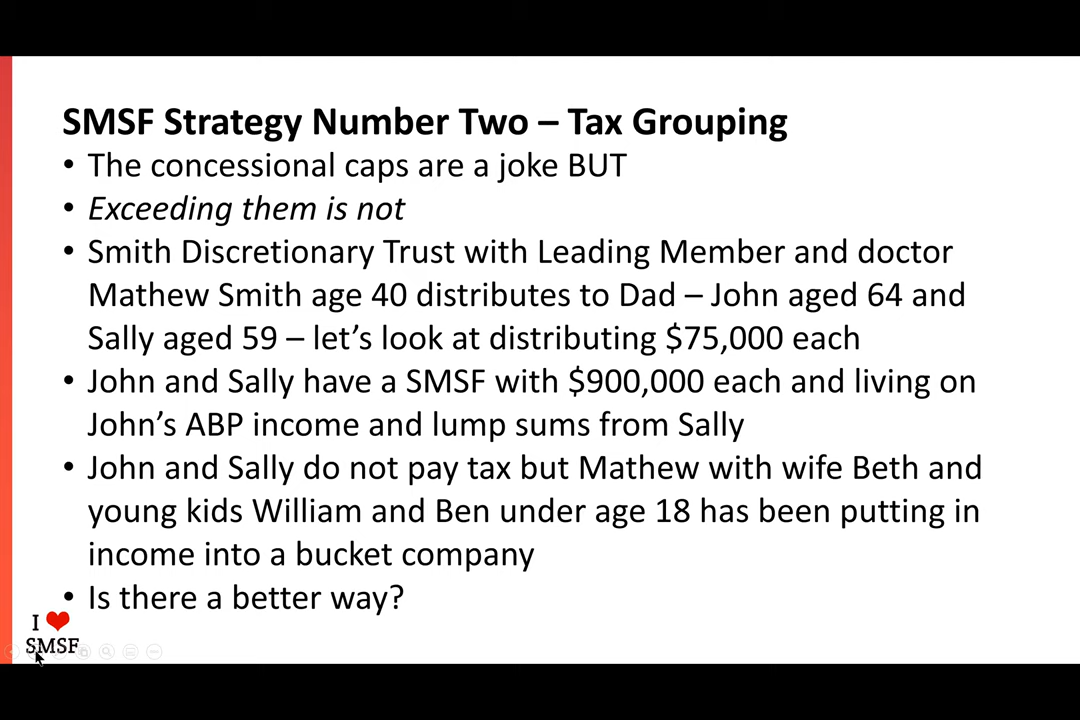 SMSF Strategy Number Two – Tax Grouping
• The concessional caps are a joke BUT
• Exceeding them is not
• Smith Discretionary Trust with Leading Member and doctor
Mathew Smith age 40 distributes to Dad – John aged 64 and
Sally aged 59 – let's look at distributing $75,000 each
• John and Sally have a SMSF with $900,000 each and living on
John's ABP income and lump sums from Sally
• John and Sally do not pay tax but Mathew with wife Beth and
young kids William and Ben under age 18 has been putting in
income into a bucket company
• Is there a better way?
I ❤
SMSF